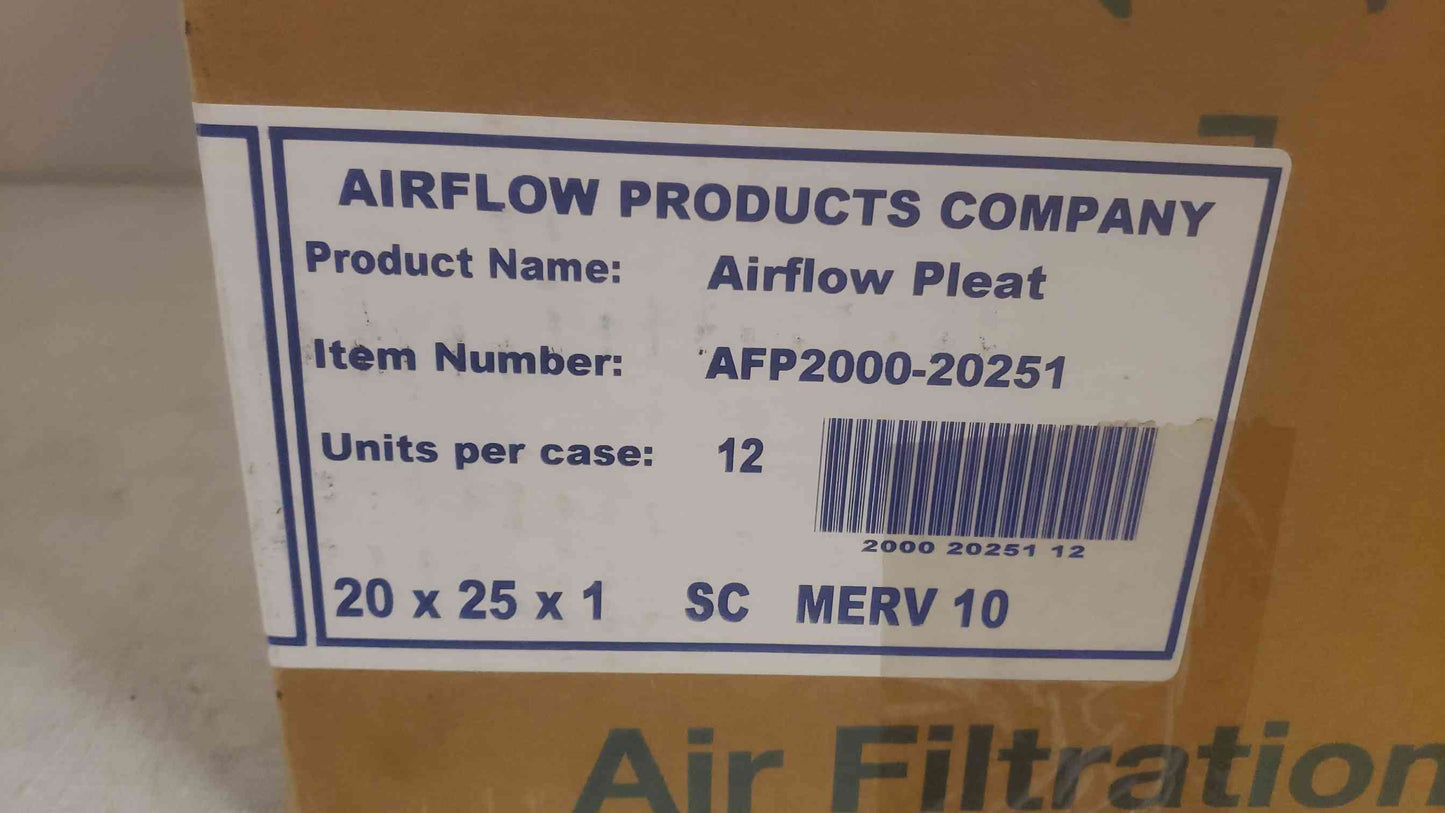 AIRFLOW PRODUCTS COMPANY
Product Name: Airflow Pleat
Item Number: AFP2000-20251
Units per case: 12
2000 20251 12
20 x 25 x 1 SC MERV 10
Air Filtration